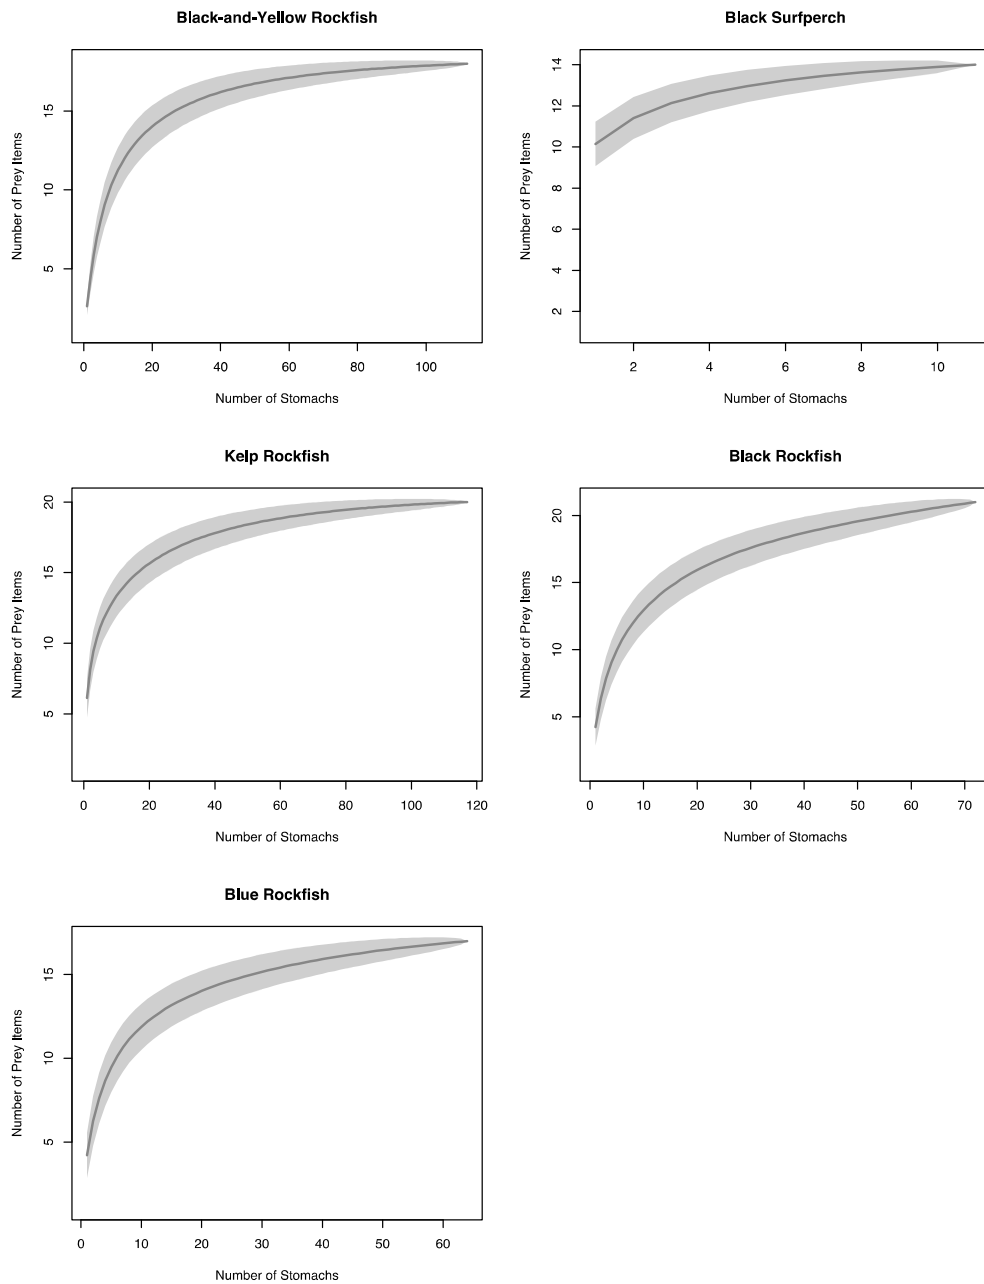 Black-and-Yellow Rockfish
Number of Prey Items
15
10
5
0 20 40 60 80 100
Number of Stomachs
Black Surfperch
Number of Prey Items
14
12
10
8
6
4
2
2 4 6 8 10
Number of Stomachs
Kelp Rockfish
Number of Prey Items
20
15
10
5
0 20 40 60 80 100 120
Number of Stomachs
Black Rockfish
Number of Prey Items
20
15
10
5
0 10 20 30 40 50 60 70
Number of Stomachs
Blue Rockfish
Number of Prey Items
15
10
5
0 10 20 30 40 50 60
Number of Stomachs